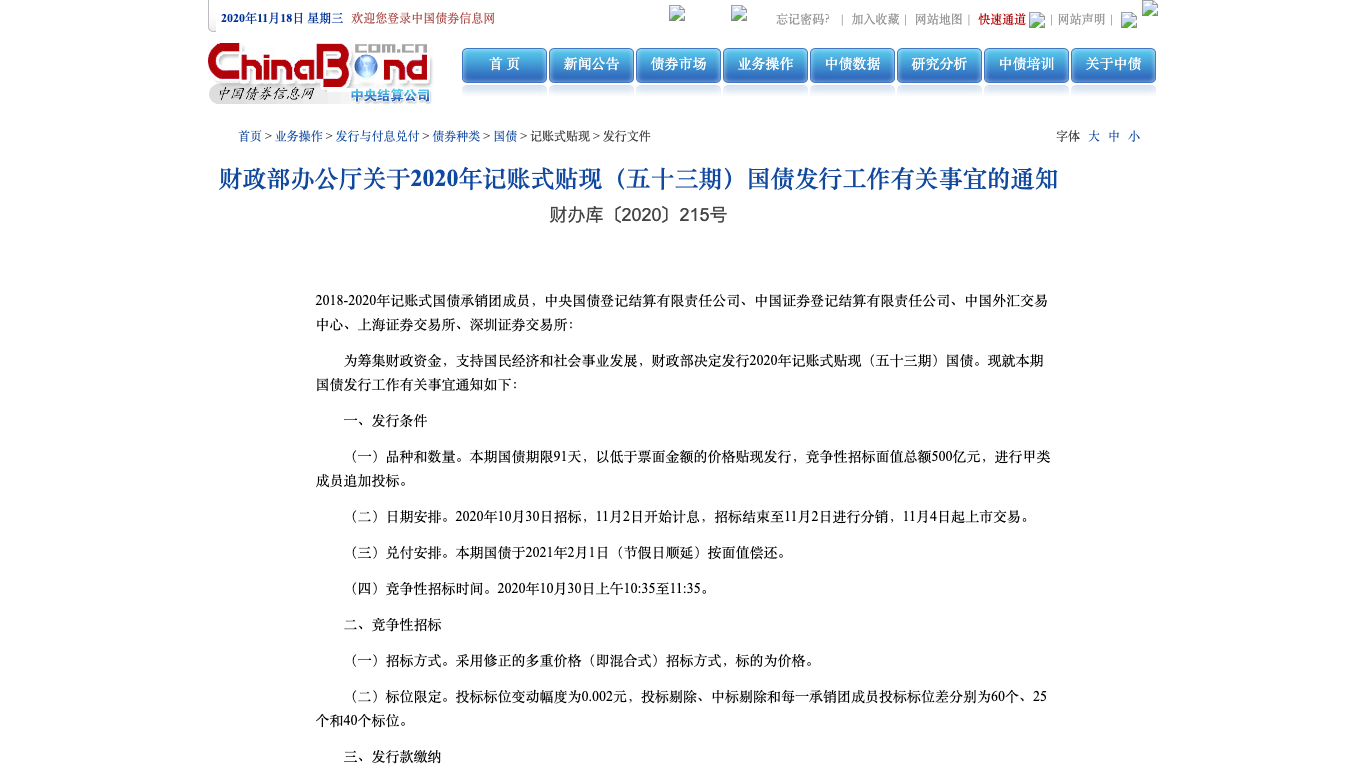 2020年11月18日 星期三 欢迎您登录中国债券信息网
忘记密码? | 加入收藏 | 网站地图 | 快速通道 | 网站声明 |
ChinaBond com.cn
中国债券信息网 中央结算公司
首 页 新闻公告 债券市场 业务操作 中债数据 研究分析 中债培训 关于中债
首页 > 业务操作 > 发行与付息兑付 > 债券种类 > 国债 > 记账式贴现 > 发行文件 字体 大 中 小
财政部办公厅关于2020年记账式贴现（五十三期）国债发行工作有关事宜的通知
财办库〔2020〕215号
2018-2020年记账式国债承销团成员，中央国债登记结算有限责任公司、中国证券登记结算有限责任公司、中国外汇交易
中心、上海证券交易所、深圳证券交易所：
为筹集财政资金，支持国民经济和社会事业发展，财政部决定发行2020年记账式贴现（五十三期）国债。现就本期
国债发行工作有关事宜通知如下：
一、发行条件
（一）品种和数量。本期国债期限91天，以低于票面金额的价格贴现发行，竞争性招标面值总额500亿元，进行甲类
成员追加投标。
（二）日期安排。2020年10月30日招标，11月2日开始计息，招标结束至11月2日进行分销，11月4日起上市交易。
（三）兑付安排。本期国债于2021年2月1日（节假日顺延）按面值偿还。
（四）竞争性招标时间。2020年10月30日上午10:35至11:35。
二、竞争性招标
（一）招标方式。采用修正的多重价格（即混合式）招标方式，标的为价格。
（二）标位限定。投标标位变动幅度为0.002元，投标剔除、中标剔除和每一承销团成员投标标位差分别为60个、25
个和40个标位。
三、发行款缴纳